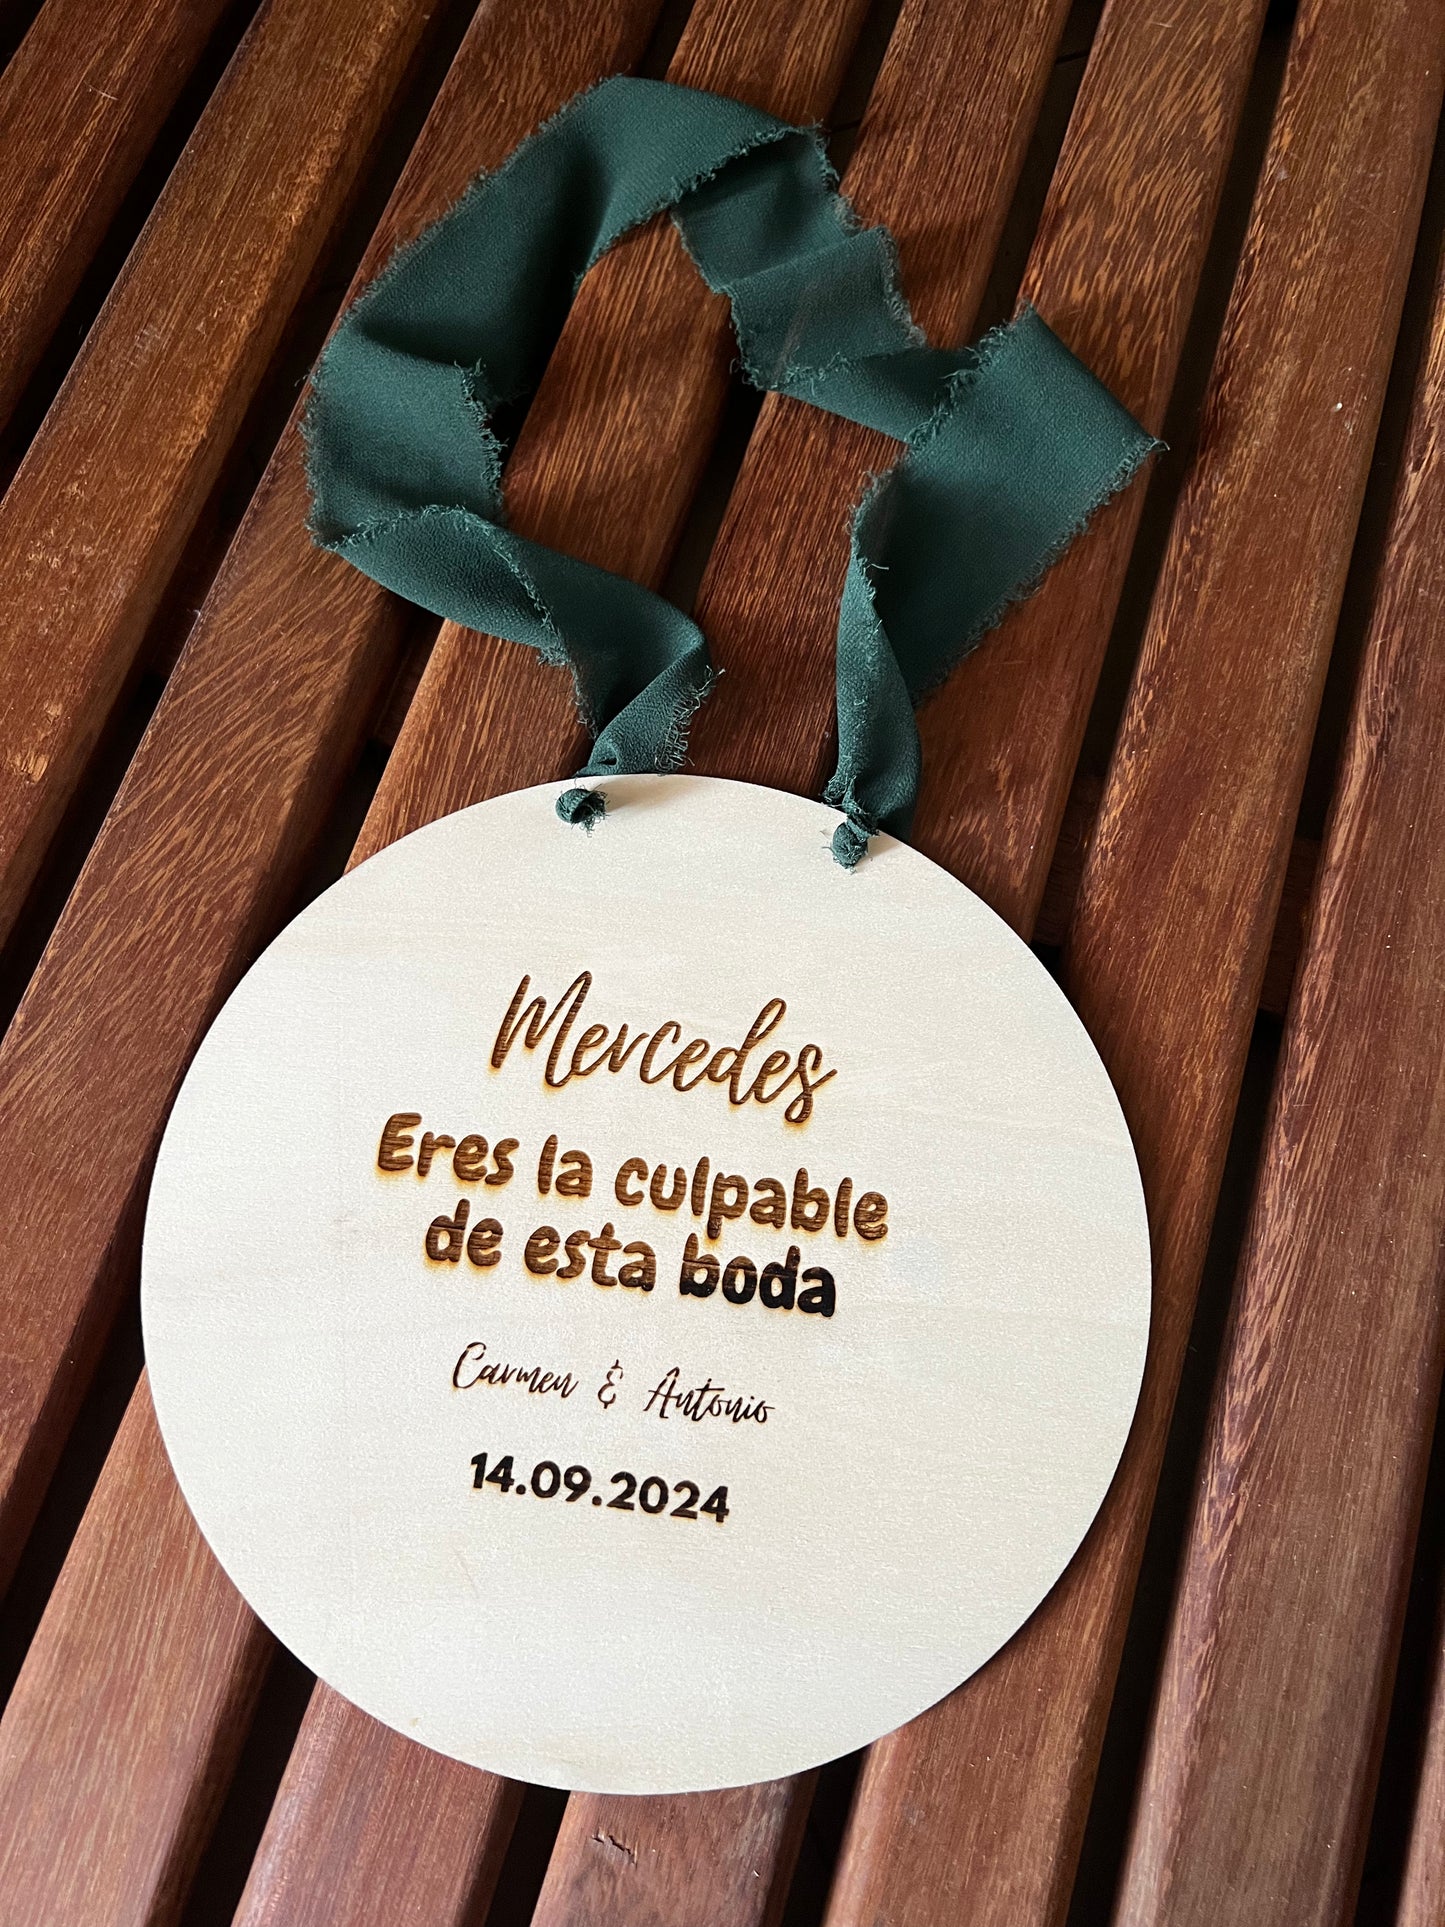 Mercedes
Eres la culpable
de esta boda
Carmen & Antonio
14.09.2024